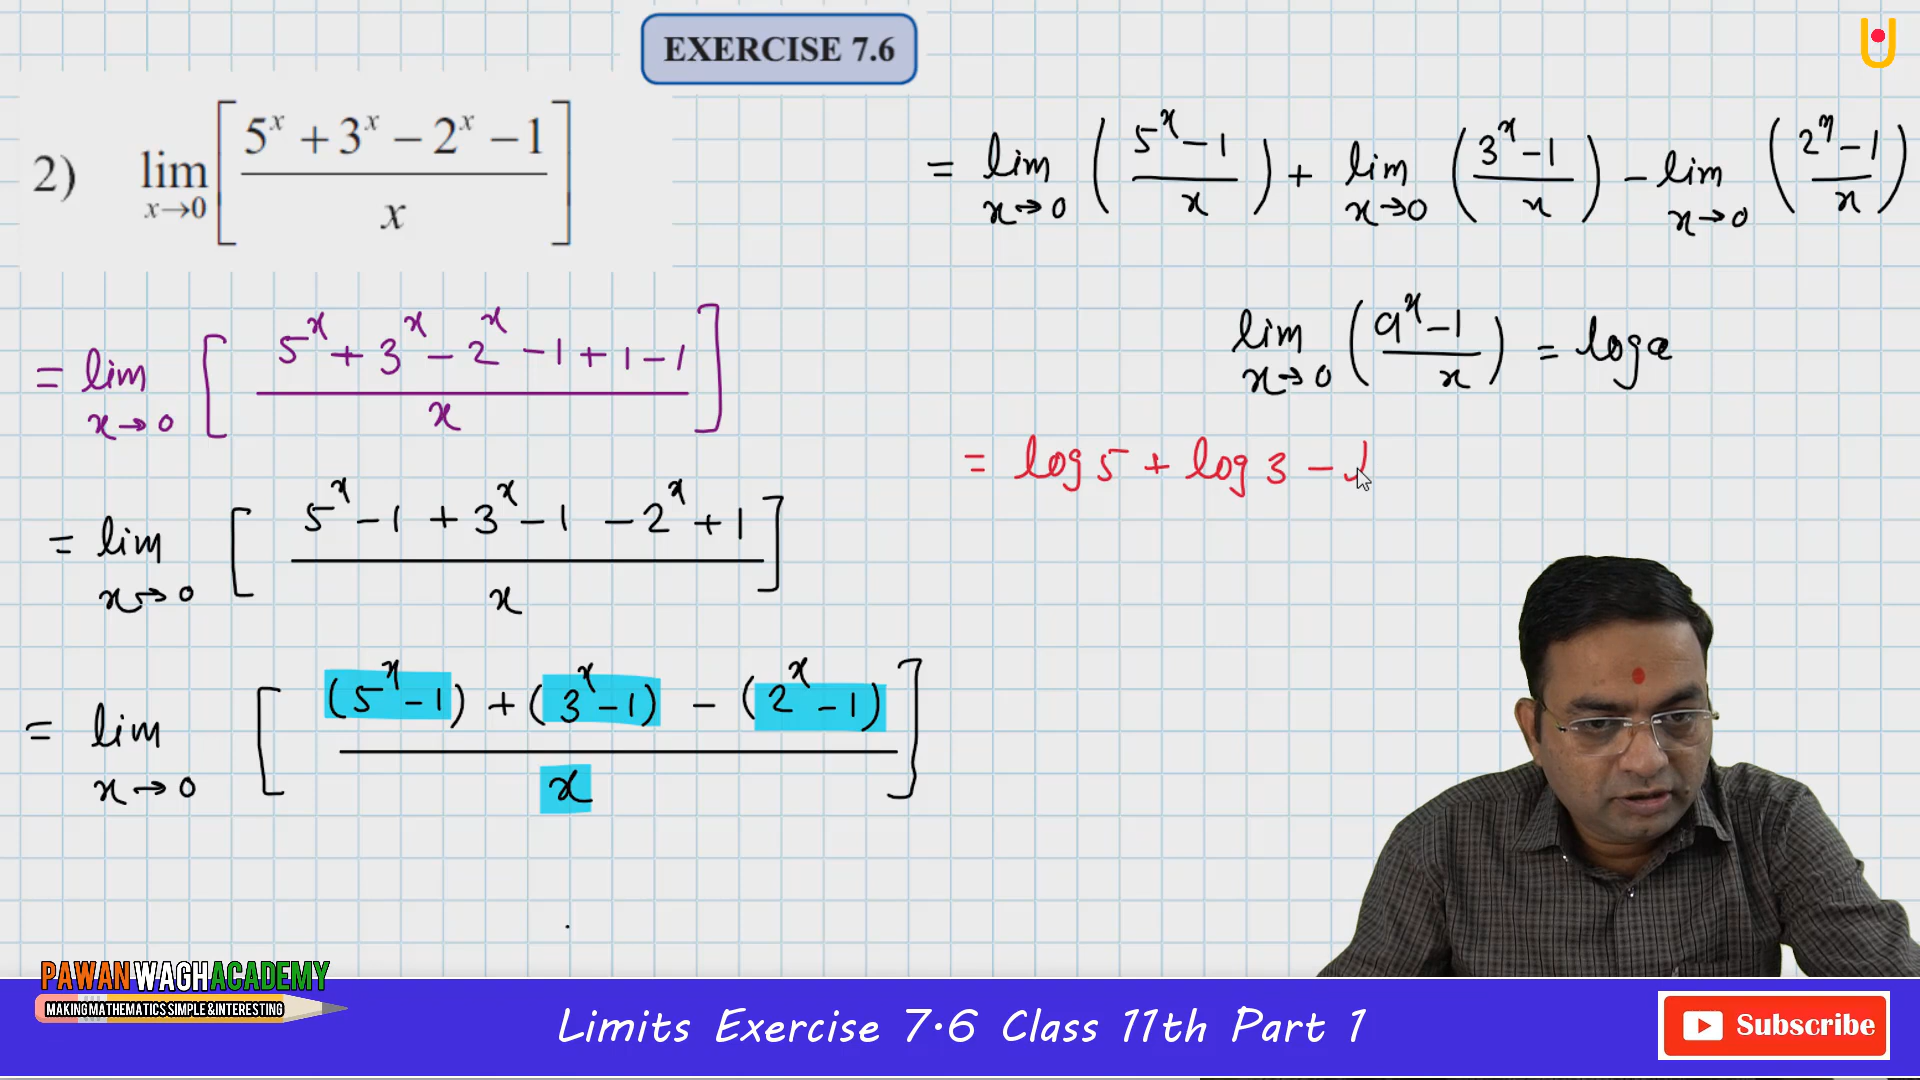 EXERCISE 7.6
2) lim x→0 [ (5^x + 3^x − 2^x − 1) / x ]
= lim x→0 [ (5^x + 3^x − 2^x − 1 + 1 − 1) / x ]
= lim x→0 [ (5^x − 1 + 3^x − 1 − 2^x + 1) / x ]
= lim x→0 [ ((5^x − 1) + (3^x − 1) − (2^x − 1)) / x ]
= lim x→0 ( (5^x − 1) / x ) + lim x→0 ( (3^x − 1) / x ) − lim x→0 ( (2^x − 1) / x )
lim x→0 ( (a^x − 1) / x ) = log a
= log 5 + log 3 −
PAWAN WAGH ACADEMY
MAKING MATHEMATICS SIMPLE & INTERESTING
Limits Exercise 7.6 Class 11th Part 1
Subscribe